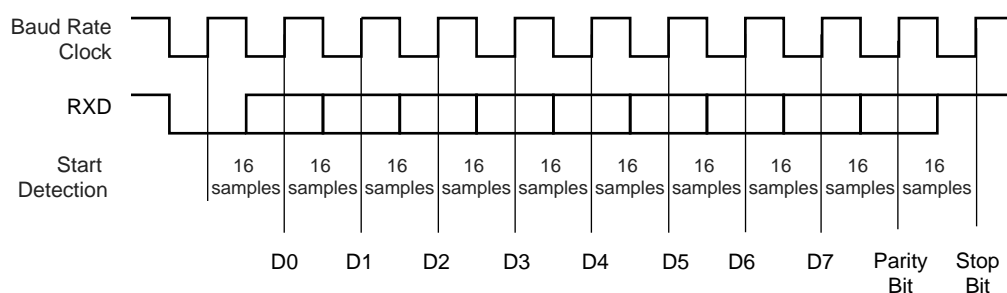 Baud Rate
Clock
RXD
Start
Detection
16 16 16 16 16 16 16 16 16 16
samples samples samples samples samples samples samples samples samples samples
D0 D1 D2 D3 D4 D5 D6 D7 Parity Stop
Bit Bit